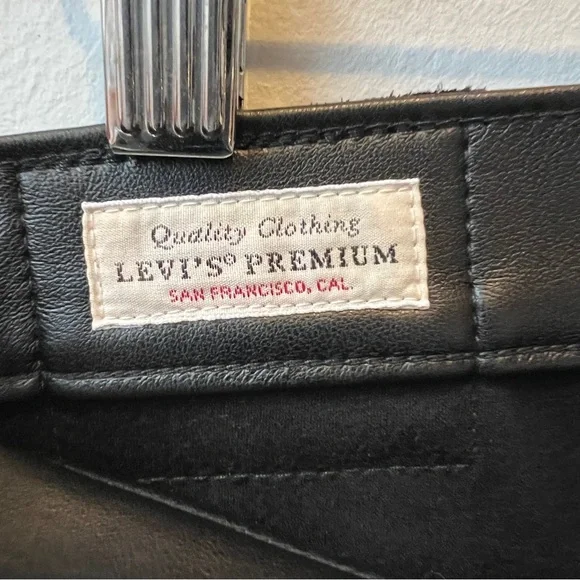 Quality Clothing
LEVI'S® PREMIUM
SAN FRANCISCO, CAL.